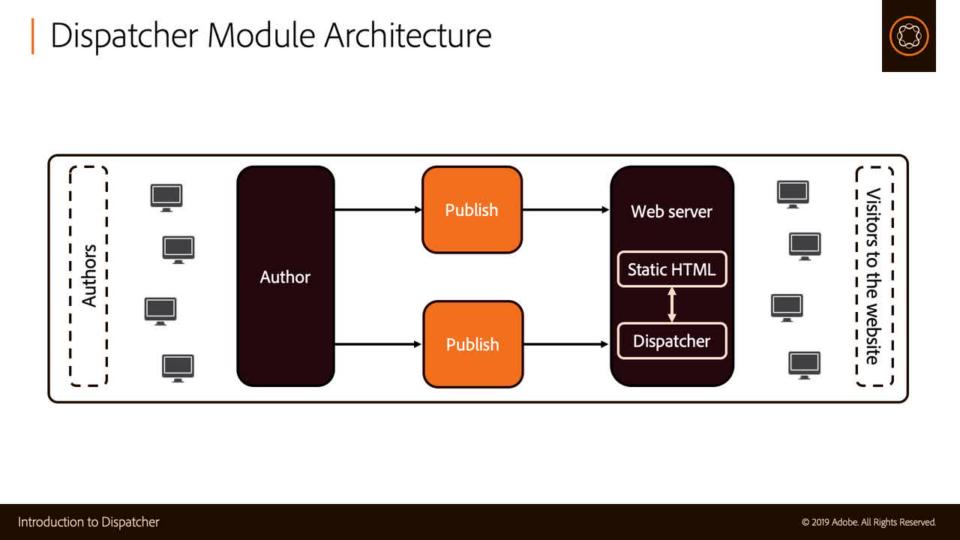 Dispatcher Module Architecture
Authors
Author
Publish
Publish
Web server
Static HTML
Dispatcher
Visitors to the website
Introduction to Dispatcher
© 2019 Adobe. All Rights Reserved.